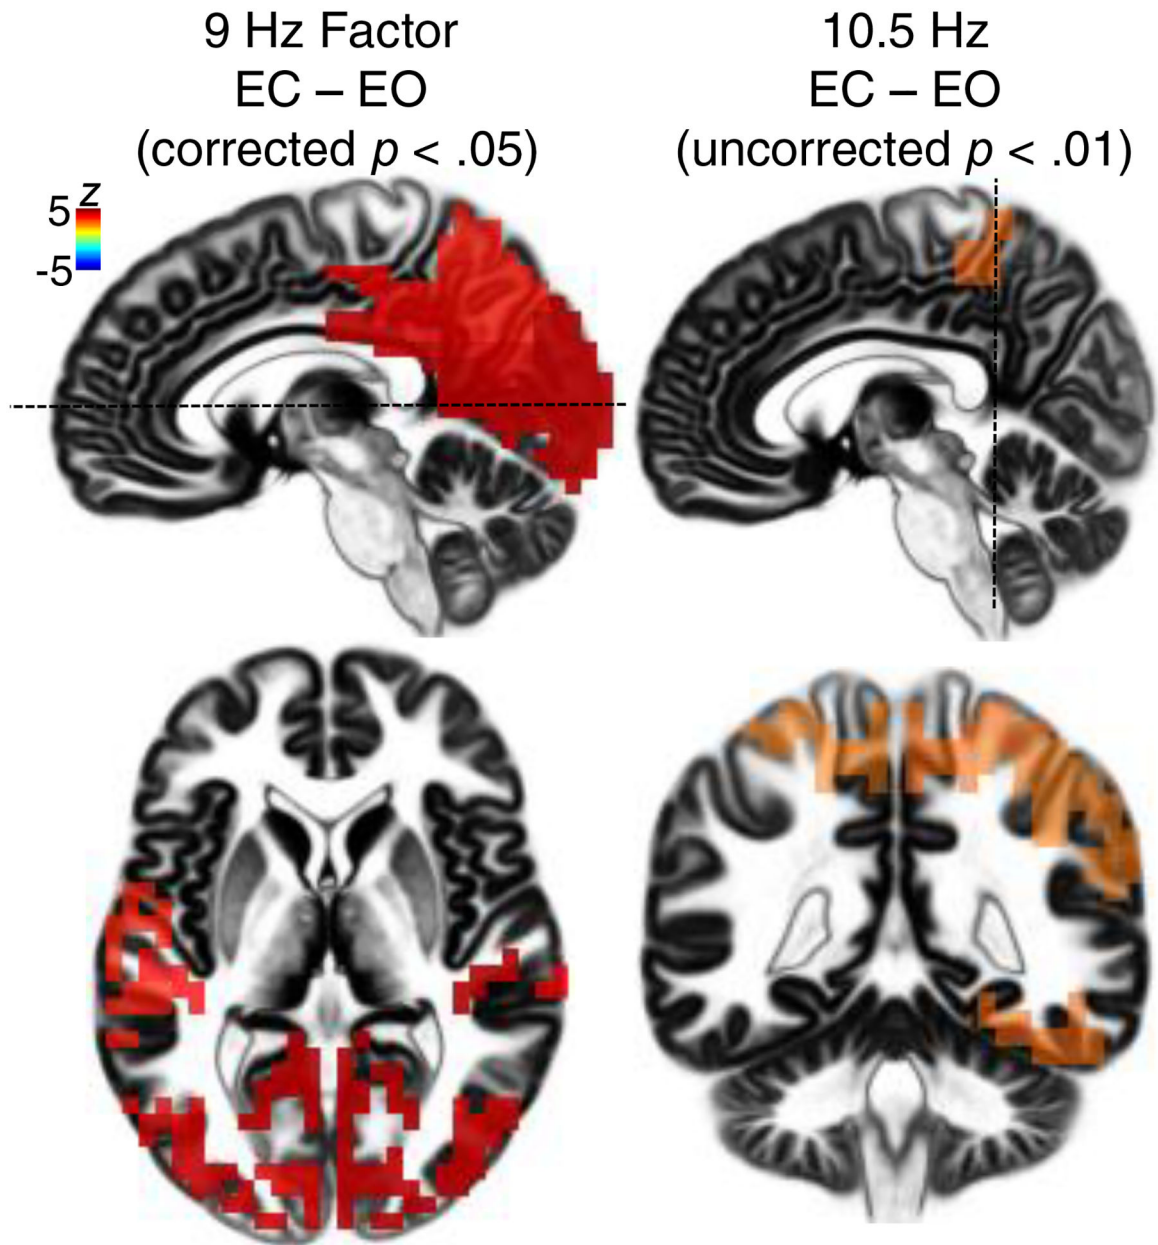 9 Hz Factor
EC – EO
(corrected p < .05)
10.5 Hz
EC – EO
(uncorrected p < .01)
z
5
-5